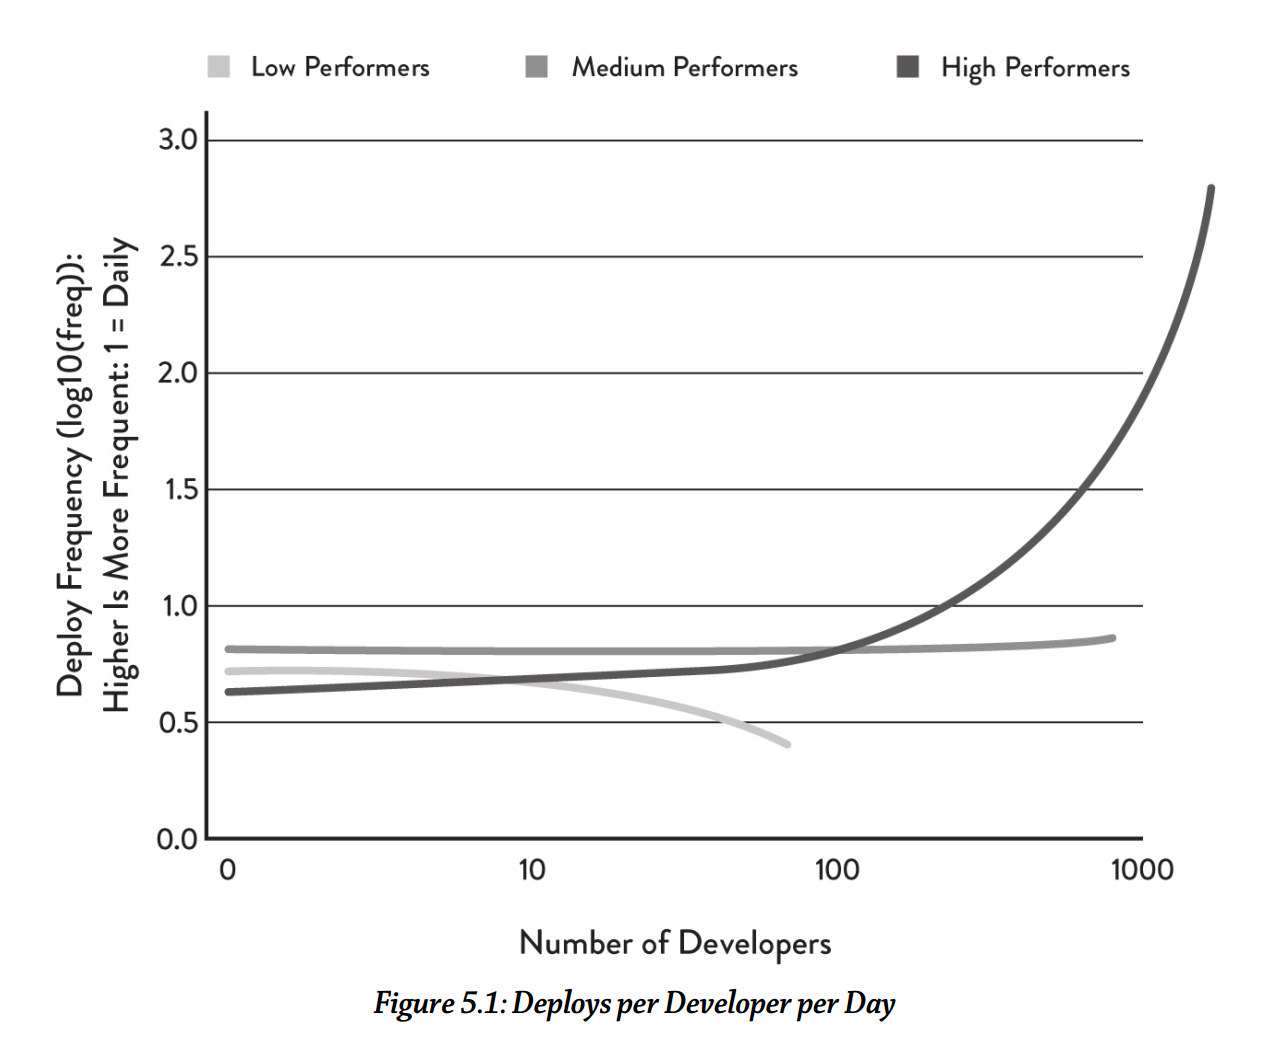 Low Performers
Medium Performers
High Performers
3.0
2.5
2.0
1.5
1.0
0.5
0.0
Deploy Frequency (log10(freq)):
Higher Is More Frequent: 1 = Daily
0
10
100
1000
Number of Developers
Figure 5.1: Deploys per Developer per Day